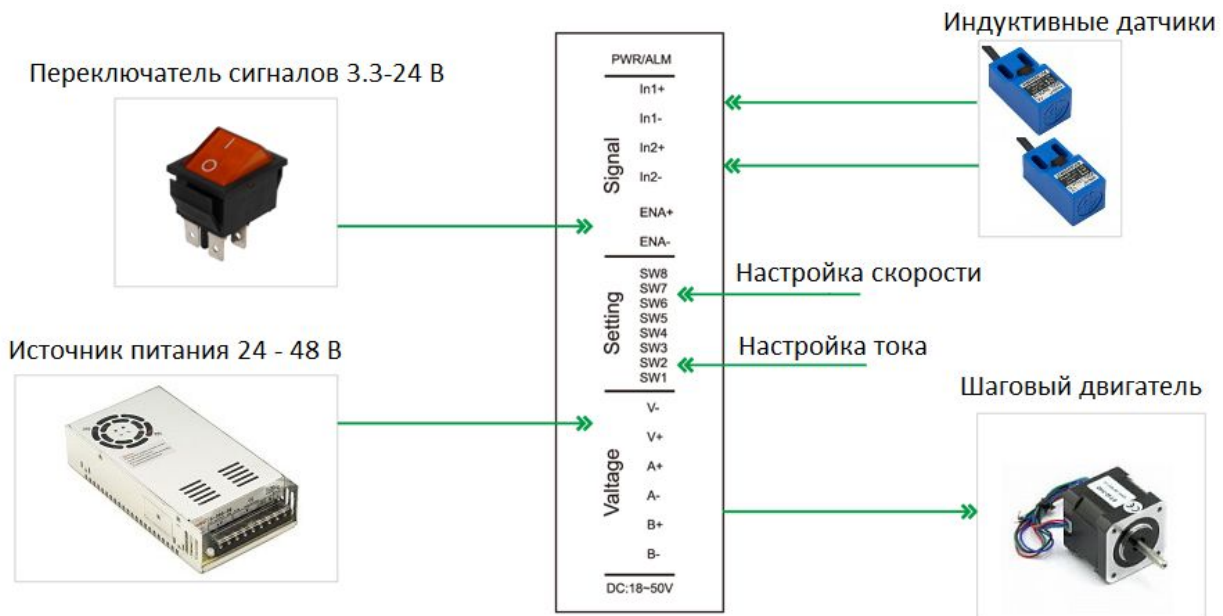 Индуктивные датчики
Переключатель сигналов 3.3-24 В
PWR/ALM
In1+
In1-
In2+
In2-
ENA+
ENA-
Signal
SW8
SW7
SW6
SW5
SW4
SW3
SW2
SW1
Setting
Настройка скорости
Настройка тока
Источник питания 24 - 48 В
Шаговый двигатель
V-
V+
A+
A-
B+
B-
Valtage
DC:18~50V